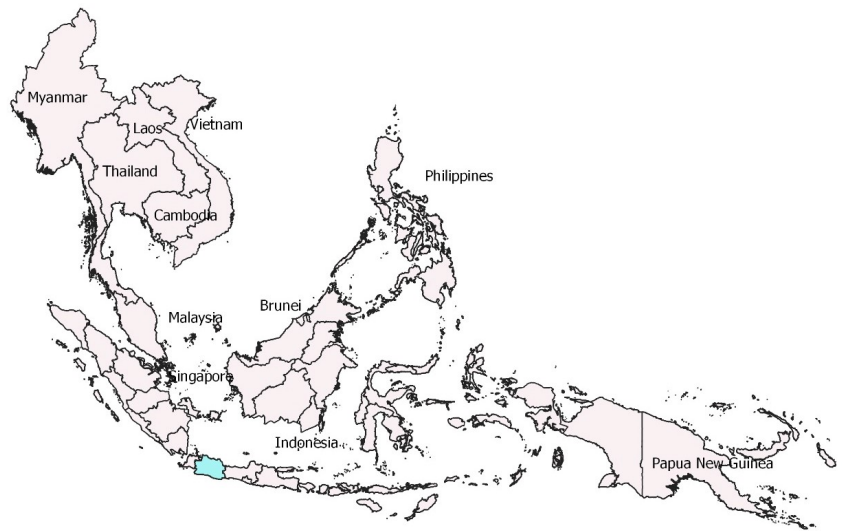 Myanmar
Laos
Vietnam
Thailand
Philippines
Cambodia
Brunei
Malaysia
Singapore
Indonesia
Papua New Guinea